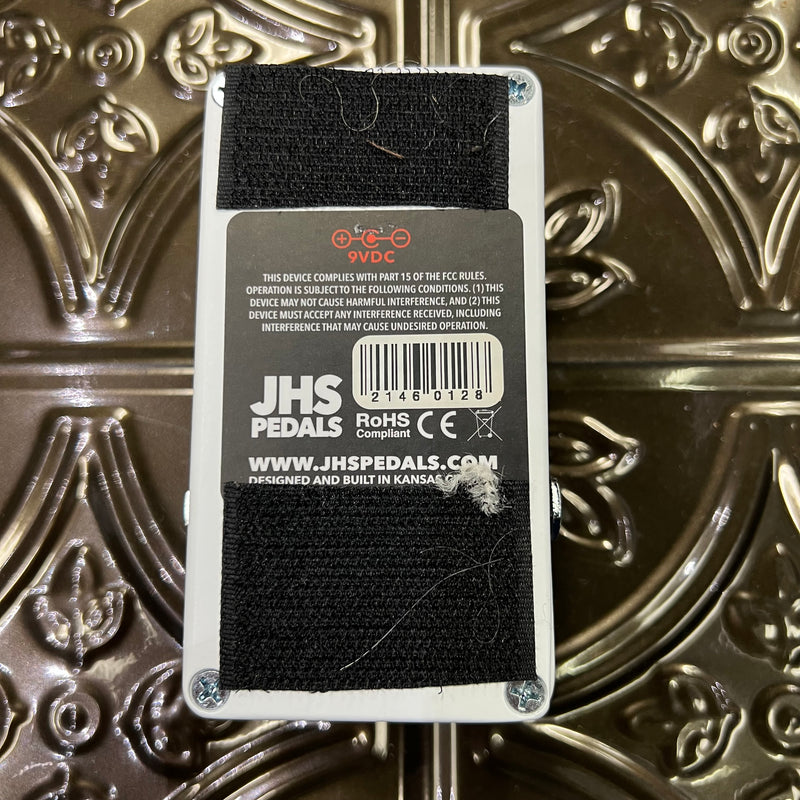 9VDC
THIS DEVICE COMPLIES WITH PART 15 OF THE FCC RULES.
OPERATION IS SUBJECT TO THE FOLLOWING CONDITIONS. (1) THIS
DEVICE MAY NOT CAUSE HARMFUL INTERFERENCE, AND (2) THIS
DEVICE MUST ACCEPT ANY INTERFERENCE RECEIVED, INCLUDING
INTERFERENCE THAT MAY CAUSE UNDESIRED OPERATION.
21460128
JHS
PEDALS
RoHS
Compliant
CE
WWW.JHSPEDALS.COM
DESIGNED AND BUILT IN KANSAS